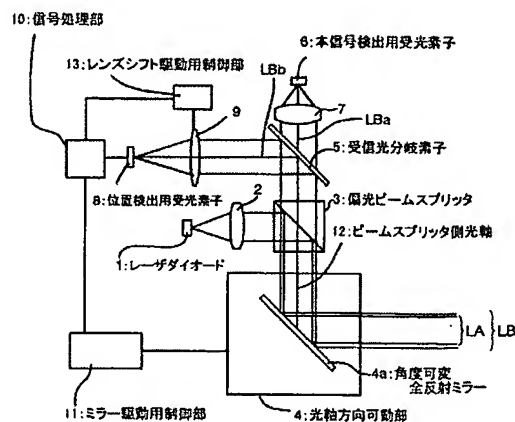 10:信号処理部
13:レンズシフト駆動用制御部
6:本信号検出用受光素子
9
LBb
7
LBa
5:受信光分岐素子
8:位置検出用受光素子
2
3:偏光ビームスプリッタ
12:ビームスプリッタ側光軸
1:レーザダイオード
LA
LB
4a:角度可変
全反射ミラー
11:ミラー駆動用制御部
4:光軸方向可動部